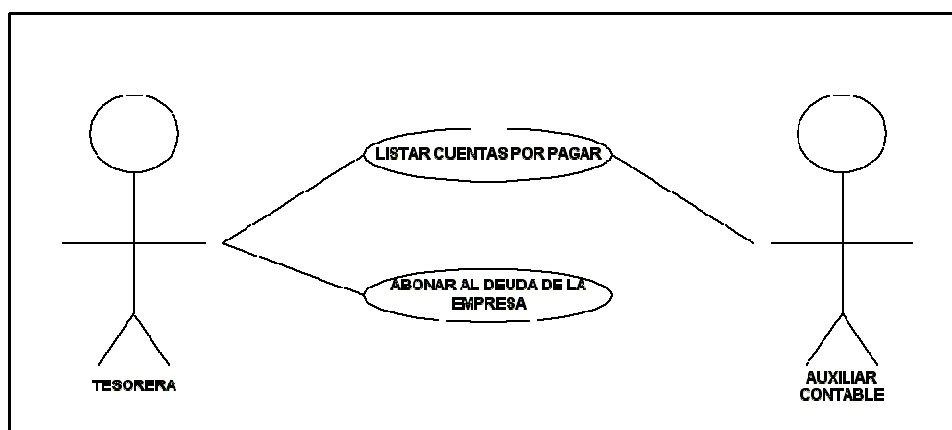 LISTAR CUENTAS POR PAGAR
ABONAR AL DEUDA DE LA
EMPRESA
TESORERA
AUXILIAR
CONTABLE